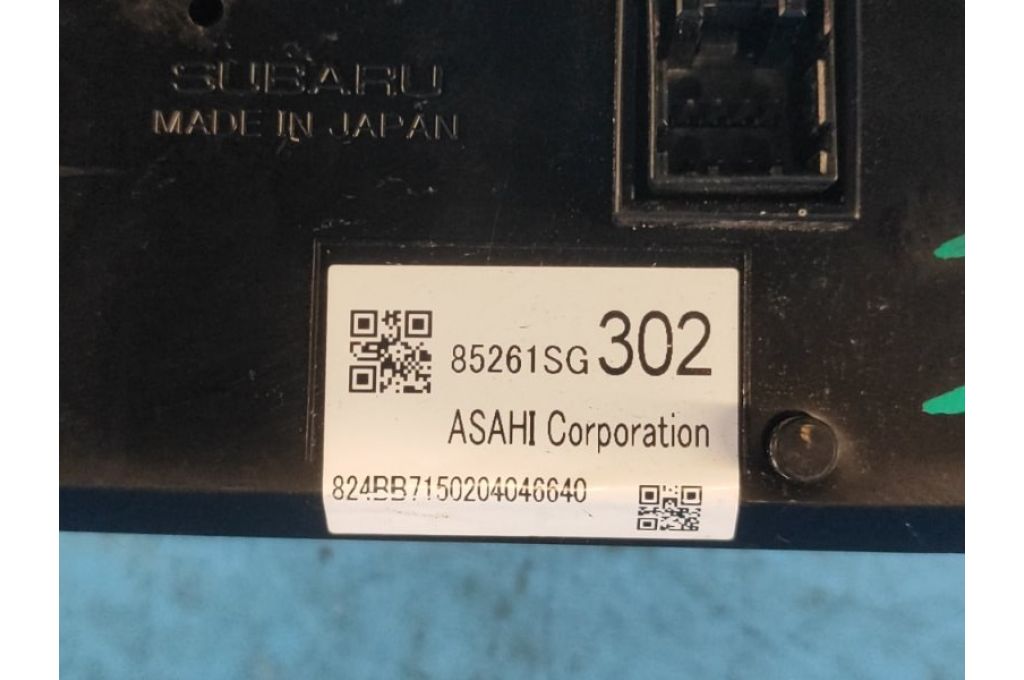 SUBARU
MADE IN JAPAN
85261SG 302
ASAHI Corporation
824BB7150204046640